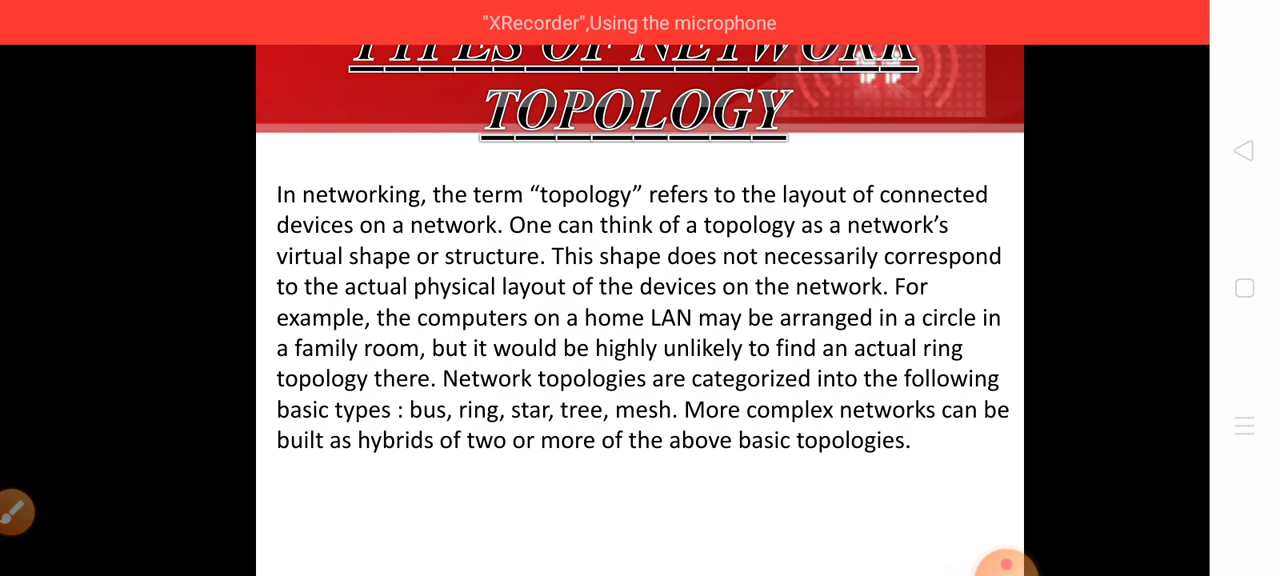 "XRecorder",Using the microphone
TYPES OF NETWORK
TOPOLOGY
In networking, the term “topology” refers to the layout of connected
devices on a network. One can think of a topology as a network’s
virtual shape or structure. This shape does not necessarily correspond
to the actual physical layout of the devices on the network. For
example, the computers on a home LAN may be arranged in a circle in
a family room, but it would be highly unlikely to find an actual ring
topology there. Network topologies are categorized into the following
basic types : bus, ring, star, tree, mesh. More complex networks can be
built as hybrids of two or more of the above basic topologies.